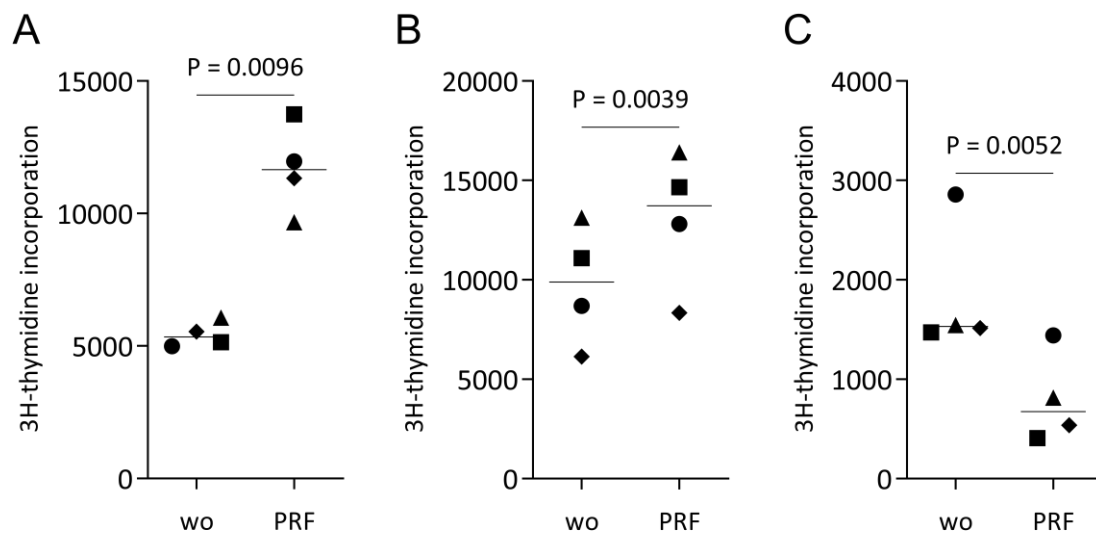 A
P = 0.0096
3H-thymidine incorporation
15000
10000
5000
0
wo PRF
B
P = 0.0039
3H-thymidine incorporation
20000
15000
10000
5000
0
wo PRF
C
P = 0.0052
3H-thymidine incorporation
4000
3000
2000
1000
0
wo PRF